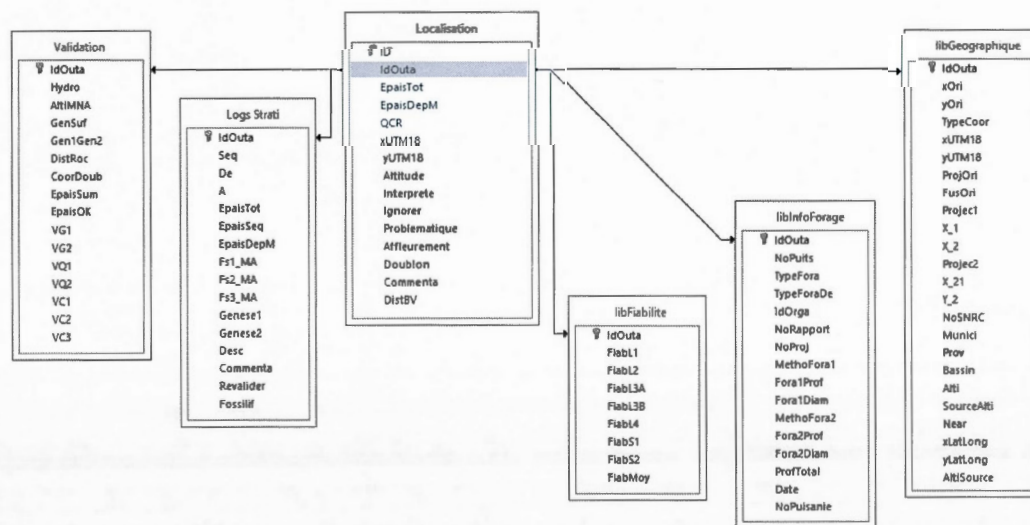 Validation
IdOuta
Hydro
AltiMNA
GenSuf
Gen1Gen2
DistRoc
CoorDoub
EpaisSum
EpaisOK
VG1
VG2
VQ1
VQ2
VC1
VC2
VC3
Logs Strati
IdOuta
Seq
De
A
EpaisTot
EpaisSeq
EpaisDepM
Fs1_MA
Fs2_MA
Fs3_MA
Genese1
Genese2
Desc
Commenta
Revalider
Fossilif
Localisation
ID
IdOuta
EpaisTot
EpaisDepM
QCR
xUTM18
yUTM18
Altitude
Interprete
Ignorer
Problematique
Affleurement
Doublon
Commenta
DistBV
libFiabilite
IdOuta
FiabL1
FiabL2
FiabL3A
FiabL3B
FiabL4
FiabS1
FiabS2
FiabMoy
libInfoForage
IdOuta
NoPuits
TypeFora
TypeForaDe
IdOrga
NoRapport
NoProj
MethoFora1
Fora1Prof
Fora1Diam
MethoFora2
Fora2Prof
Fora2Diam
ProfTotal
Date
NoPuisanie
libGeographique
IdOuta
xOri
yOri
TypeCoor
xUTM18
yUTM18
ProjOri
FusOri
Projec1
X_1
X_2
Projec2
X_21
Y_2
NoSNRC
Munici
Prov
Bassin
Alti
SourceAlti
Near
xLatLong
yLatLong
AltiSource